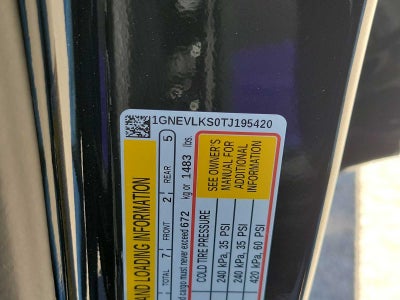 1GNEVLKS0TJ195420
AND LOADING INFORMATION
TOTAL 7 FRONT 2 REAR 5
cargo must never exceed 672 kg or 1483 lbs.
COLD TIRE PRESSURE
240 kPa, 35 PSI
240 kPa, 35 PSI
420 kPa, 60 PSI
SEE OWNER'S
MANUAL FOR
ADDITIONAL
INFORMATION